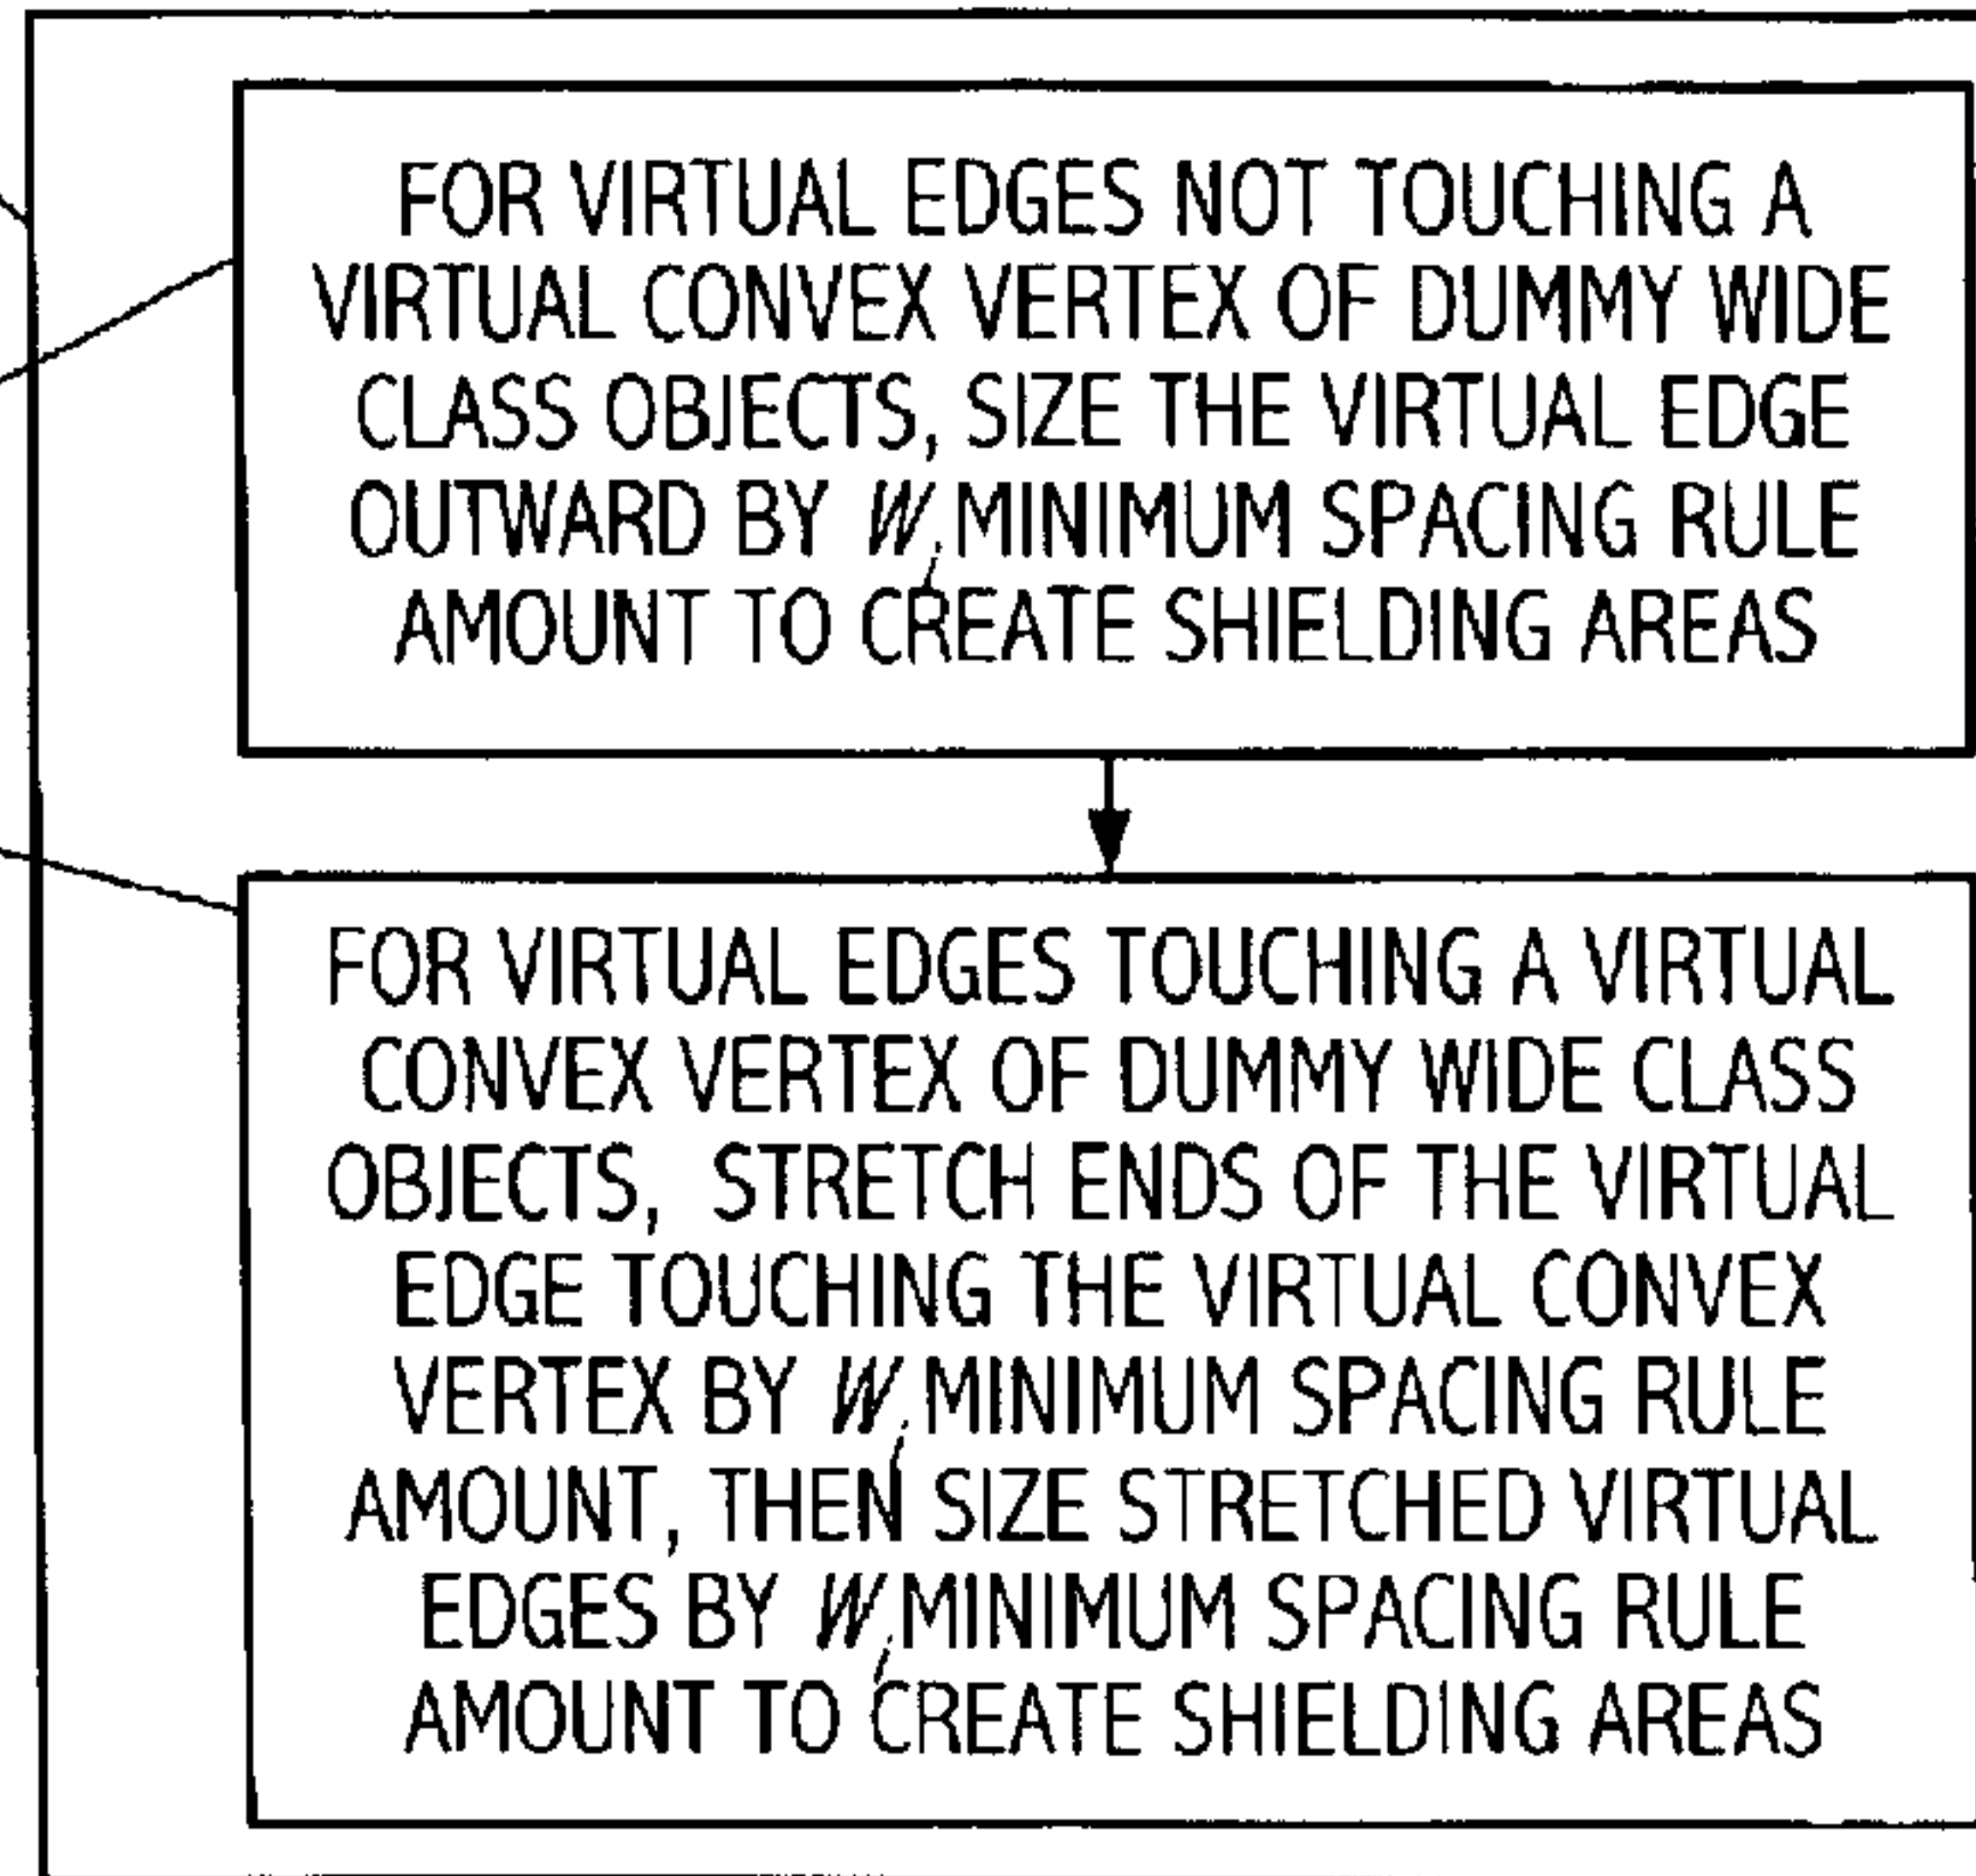 FOR VIRTUAL EDGES NOT TOUCHING A
VIRTUAL CONVEX VERTEX OF DUMMY WIDE
CLASS OBJECTS, SIZE THE VIRTUAL EDGE
OUTWARD BY Wi MINIMUM SPACING RULE
AMOUNT TO CREATE SHIELDING AREAS
FOR VIRTUAL EDGES TOUCHING A VIRTUAL
CONVEX VERTEX OF DUMMY WIDE CLASS
OBJECTS, STRETCH ENDS OF THE VIRTUAL
EDGE TOUCHING THE VIRTUAL CONVEX
VERTEX BY Wi MINIMUM SPACING RULE
AMOUNT, THEN SIZE STRETCHED VIRTUAL
EDGES BY Wi MINIMUM SPACING RULE
AMOUNT TO CREATE SHIELDING AREAS